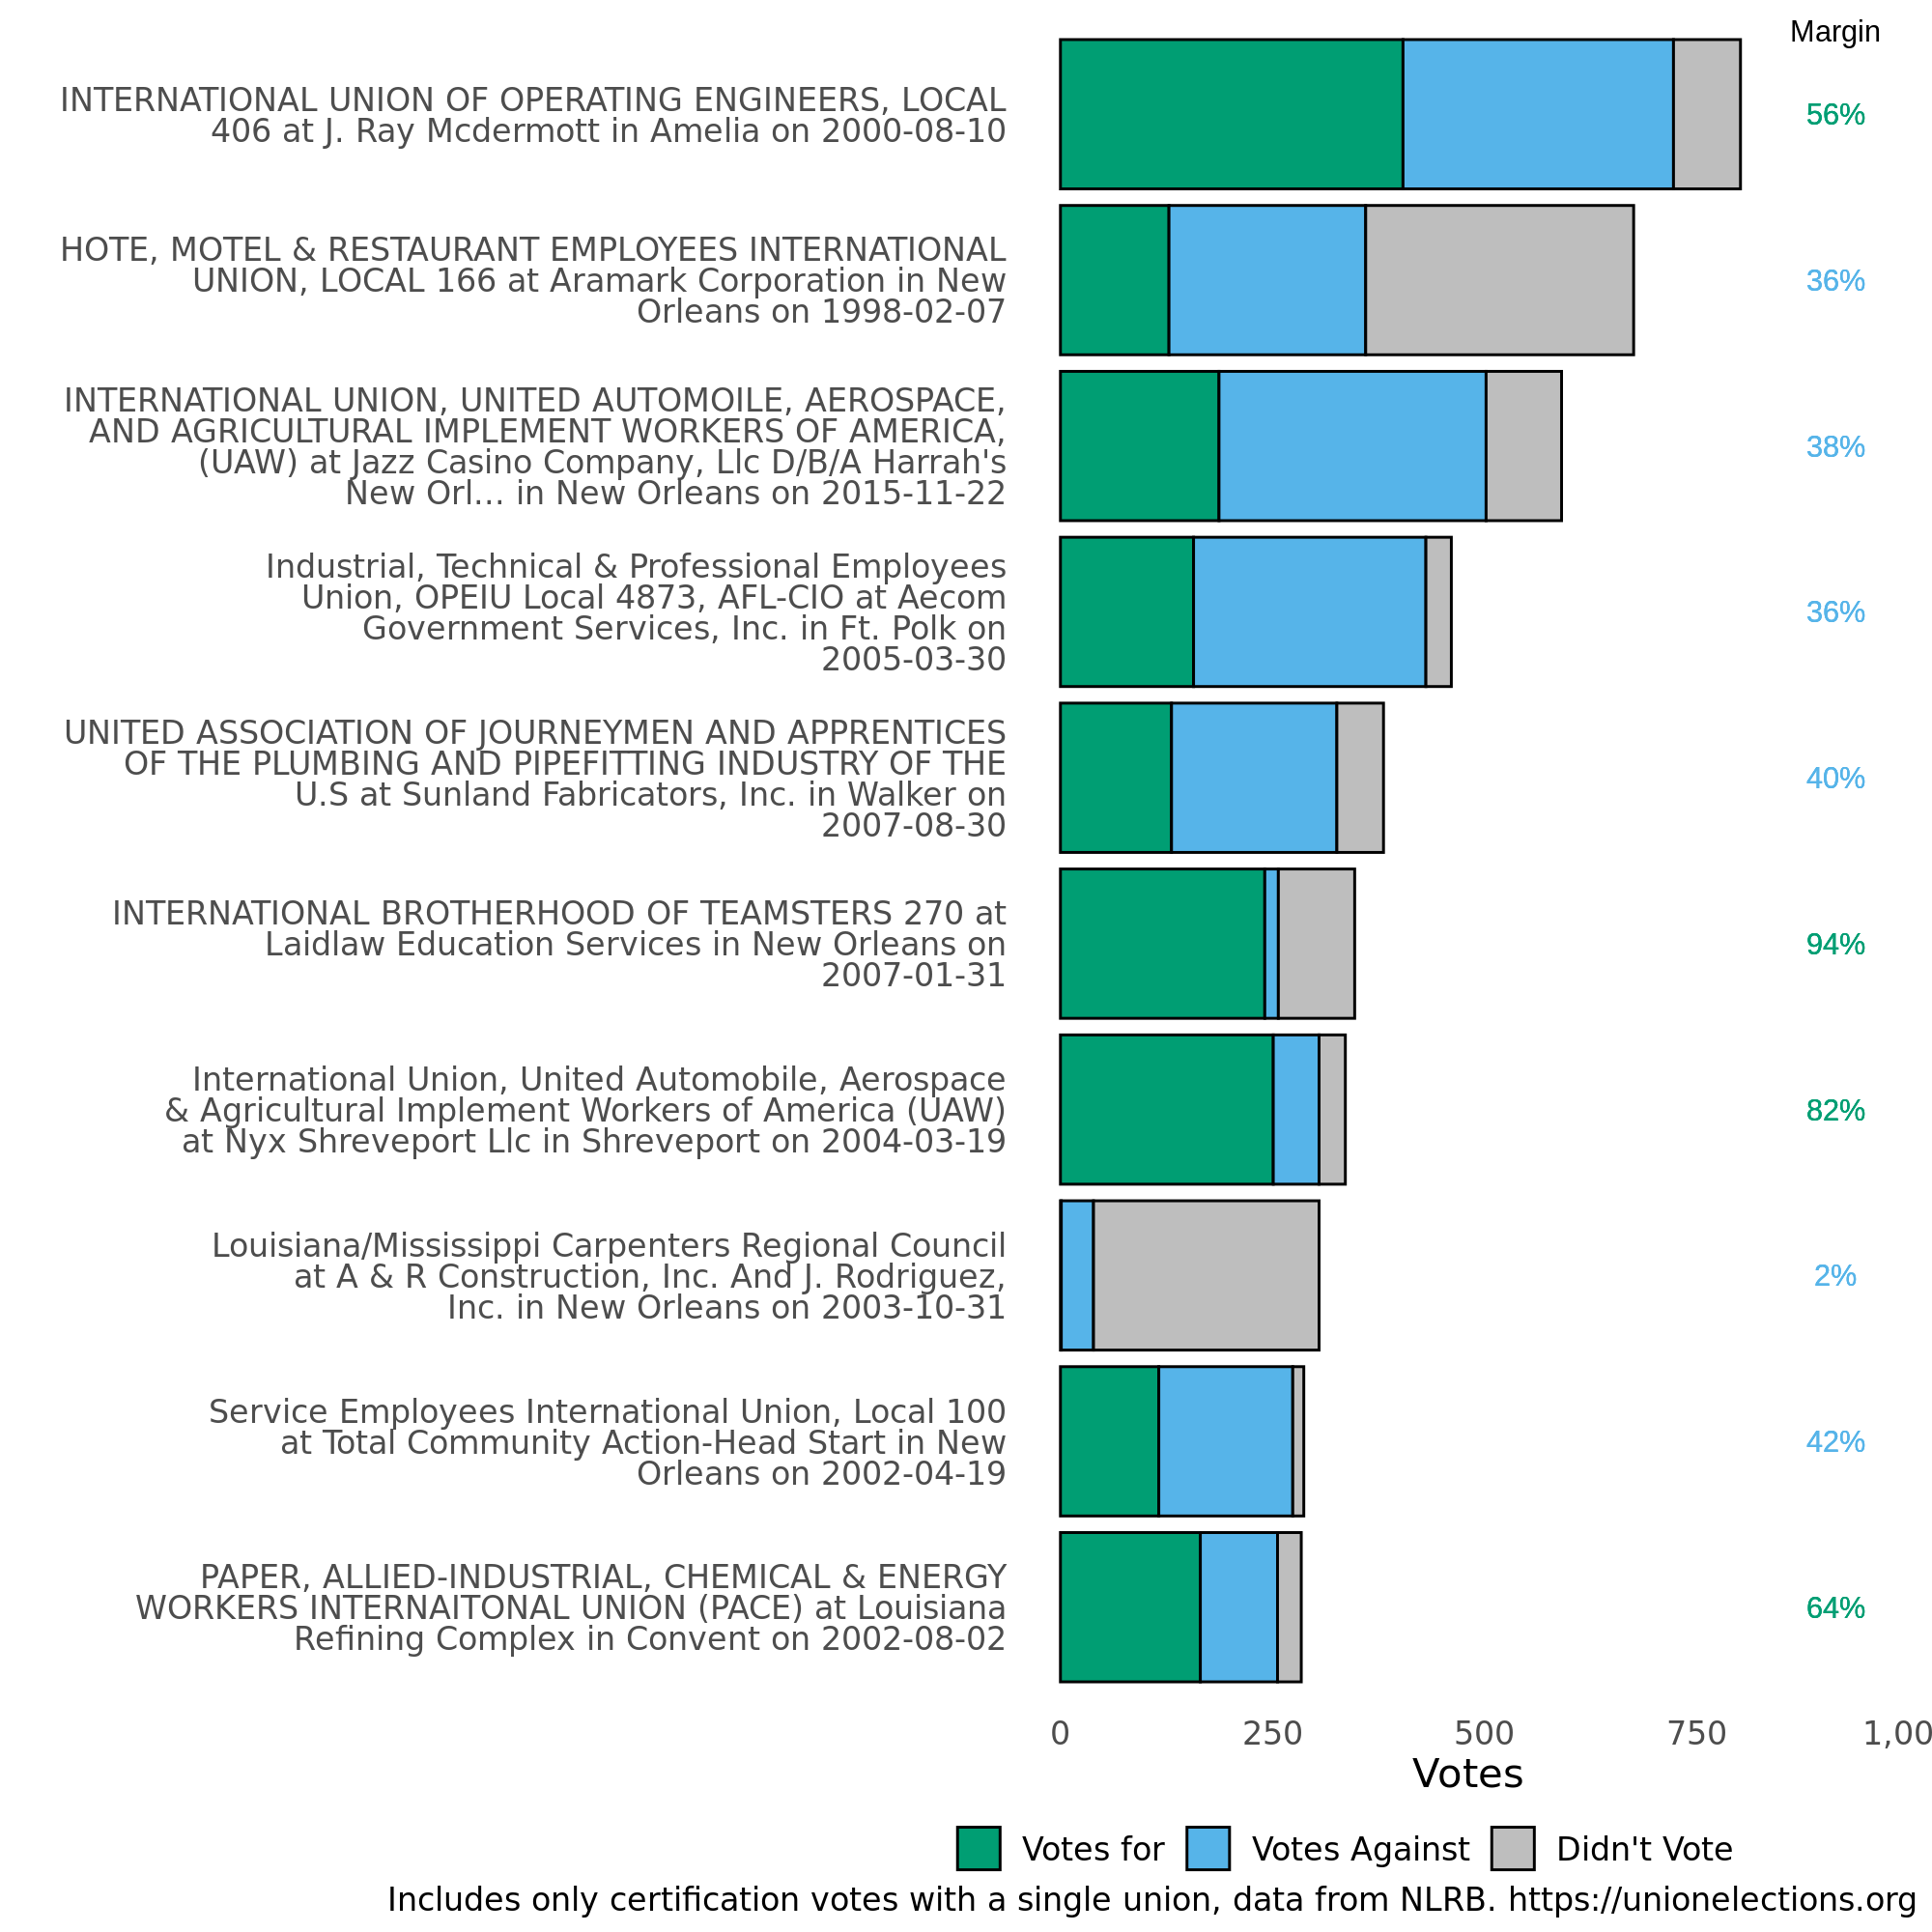 Margin
INTERNATIONAL UNION OF OPERATING ENGINEERS, LOCAL
406 at J. Ray Mcdermott in Amelia on 2000-08-10
56%
HOTE, MOTEL & RESTAURANT EMPLOYEES INTERNATIONAL
UNION, LOCAL 166 at Aramark Corporation in New
Orleans on 1998-02-07
36%
INTERNATIONAL UNION, UNITED AUTOMOILE, AEROSPACE,
AND AGRICULTURAL IMPLEMENT WORKERS OF AMERICA,
(UAW) at Jazz Casino Company, Llc D/B/A Harrah's
New Orl... in New Orleans on 2015-11-22
38%
Industrial, Technical & Professional Employees
Union, OPEIU Local 4873, AFL-CIO at Aecom
Government Services, Inc. in Ft. Polk on
2005-03-30
36%
UNITED ASSOCIATION OF JOURNEYMEN AND APPRENTICES
OF THE PLUMBING AND PIPEFITTING INDUSTRY OF THE
U.S at Sunland Fabricators, Inc. in Walker on
2007-08-30
40%
INTERNATIONAL BROTHERHOOD OF TEAMSTERS 270 at
Laidlaw Education Services in New Orleans on
2007-01-31
94%
International Union, United Automobile, Aerospace
& Agricultural Implement Workers of America (UAW)
at Nyx Shreveport Llc in Shreveport on 2004-03-19
82%
Louisiana/Mississippi Carpenters Regional Council
at A & R Construction, Inc. And J. Rodriguez,
Inc. in New Orleans on 2003-10-31
2%
Service Employees International Union, Local 100
at Total Community Action-Head Start in New
Orleans on 2002-04-19
42%
PAPER, ALLIED-INDUSTRIAL, CHEMICAL & ENERGY
WORKERS INTERNAITONAL UNION (PACE) at Louisiana
Refining Complex in Convent on 2002-08-02
64%
0 250 500 750 1,00
Votes
Votes for Votes Against Didn't Vote
Includes only certification votes with a single union, data from NLRB. https://unionelections.org